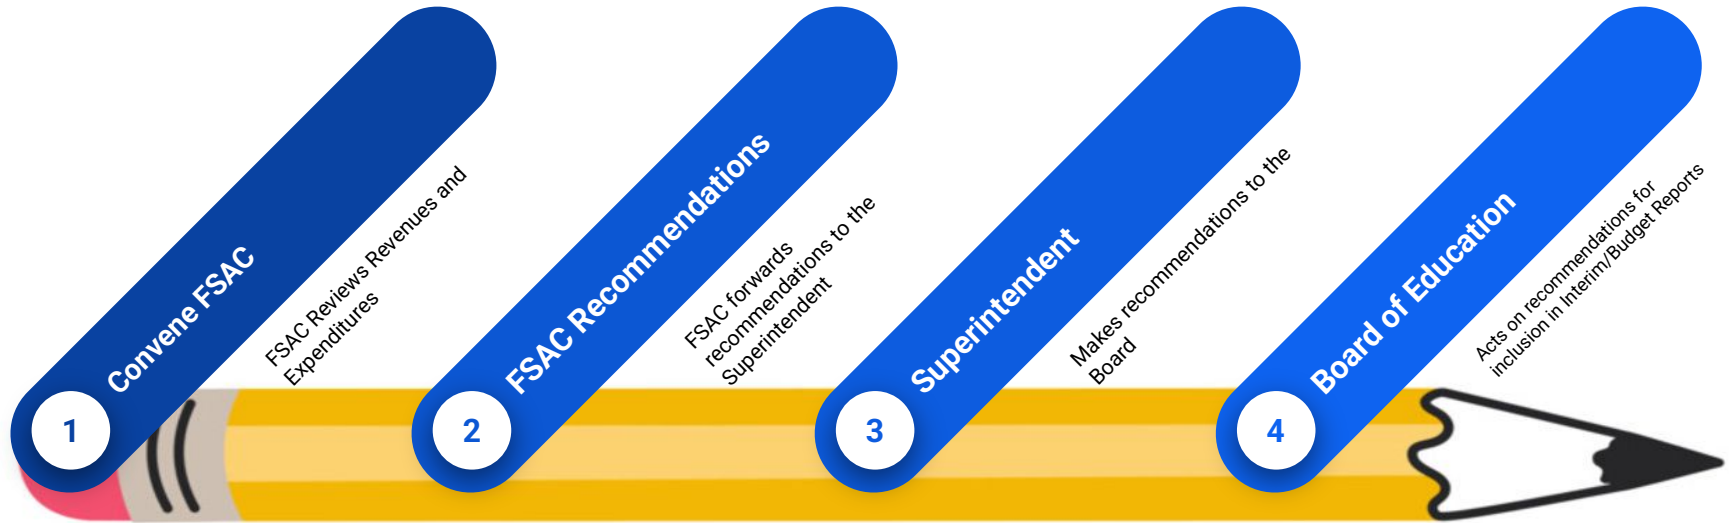 1
Convene FSAC
FSAC Reviews Revenues and
Expenditures
2
FSAC Recommendations
FSAC forwards
recommendations to the
Superintendent
3
Superintendent
Makes recommendations to the
Board
4
Board of Education
Acts on recommendations for
inclusion in Interim/Budget Reports